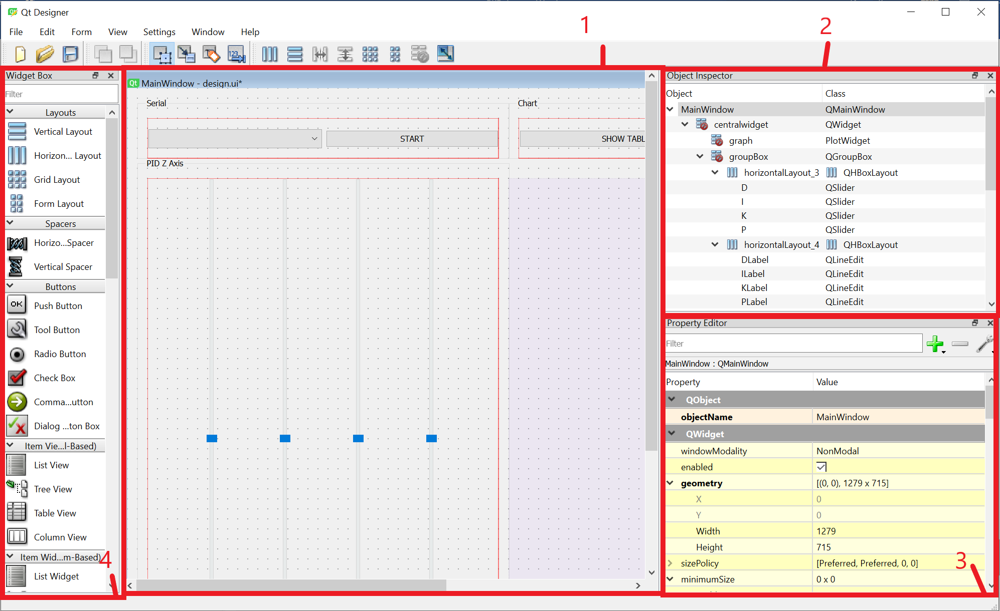 Qt Designer
File Edit Form View Settings Window Help
1
2
Widget Box
Filter
Layouts
Vertical Layout
Horizon... Layout
Grid Layout
Form Layout
Spacers
Horizo...Spacer
Vertical Spacer
Buttons
OK Push Button
Tool Button
Radio Button
Check Box
Comma...utton
Dialog ...ton Box
Item Vie...l-Based)
List View
Tree View
Table View
Column View
Item Wid...m-Based)
4
List Widget
Qt MainWindow - design.ui*
Serial
Chart
START
SHOW TABL
PID Z Axis
Object Inspector
Object Class
MainWindow QMainWindow
centralwidget QWidget
graph PlotWidget
groupBox QGroupBox
horizontalLayout_3 QHBoxLayout
D QSlider
I QSlider
K QSlider
P QSlider
horizontalLayout_4 QHBoxLayout
DLabel QLineEdit
ILabel QLineEdit
KLabel QLineEdit
PLabel QLineEdit
Property Editor
Filter
MainWindow : QMainWindow
Property Value
QObject
objectName MainWindow
QWidget
windowModality NonModal
enabled
geometry [(0, 0), 1279 x 715]
X 0
Y 0
Width 1279
Height 715
sizePolicy [Preferred, Preferred, 0, 0]
3
minimumSize 0 x 0